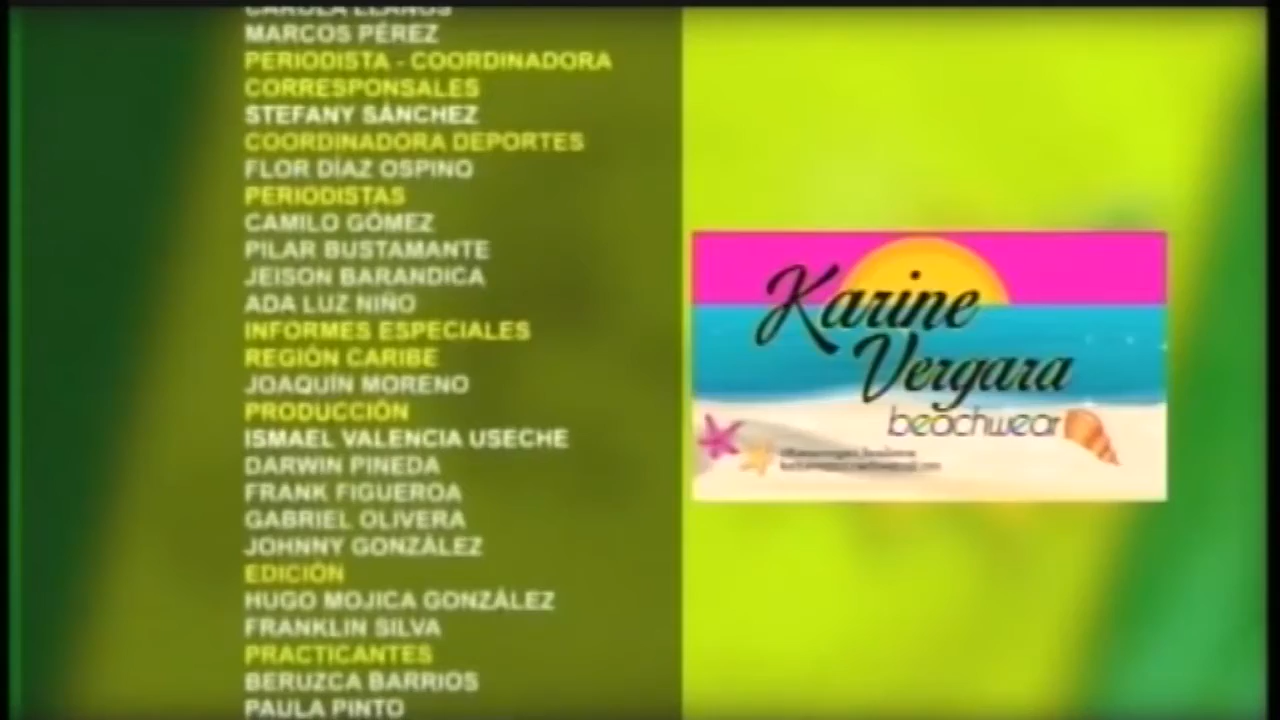 CAROLA LLANOS
MARCOS PÉREZ
PERIODISTA - COORDINADORA
CORRESPONSALES
STEFANY SÁNCHEZ
COORDINADORA DEPORTES
FLOR DÍAZ OSPINO
PERIODISTAS
CAMILO GÓMEZ
PILAR BUSTAMANTE
JEISON BARANDICA
ADA LUZ NIÑO
INFORMES ESPECIALES
REGIÓN CARIBE
JOAQUÍN MORENO
PRODUCCIÓN
ISMAEL VALENCIA USECHE
DARWIN PINEDA
FRANK FIGUEROA
GABRIEL OLIVERA
JOHNNY GONZÁLEZ
EDICIÓN
HUGO MOJICA GONZÁLEZ
FRANKLIN SILVA
PRACTICANTES
BERUZCA BARRIOS
PAULA PINTO
Karine
Vergara
beachwear